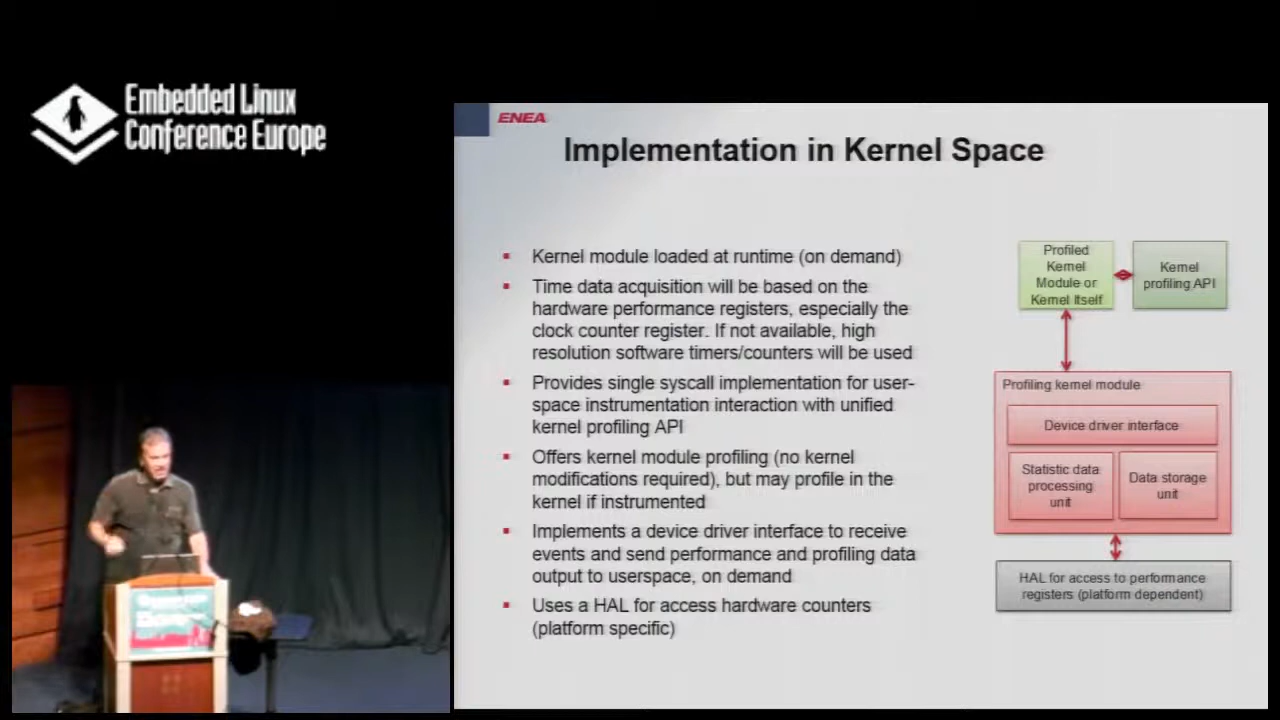 Embedded Linux
Conference Europe
ENEA
Implementation in Kernel Space
Kernel module loaded at runtime (on demand)
Time data acquisition will be based on the
hardware performance registers, especially the
clock counter register. If not available, high
resolution software timers/counters will be used
Provides single syscall implementation for user-
space instrumentation interaction with unified
kernel profiling API
Offers kernel module profiling (no kernel
modifications required), but may profile in the
kernel if instrumented
Implements a device driver interface to receive
events and send performance and profiling data
output to userspace, on demand
Uses a HAL for access hardware counters
(platform specific)
Profiled
Kernel
Module or
Kernel Itself
Kernel
profiling API
Profiling kernel module
Device driver interface
Statistic data
processing
unit
Data storage
unit
HAL for access to performance
registers (platform dependent)